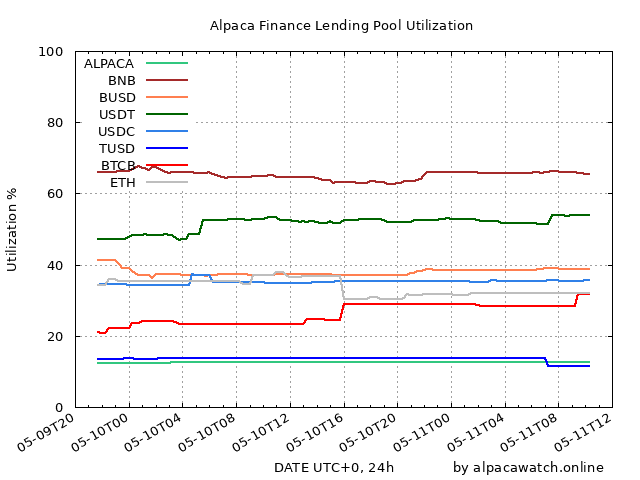 Alpaca Finance Lending Pool Utilization
100
80
60
40
20
0
Utilization %
ALPACA
BNB
BUSD
USDT
USDC
TUSD
BTCB
ETH
05-09T20
05-10T00
05-10T04
05-10T08
05-10T12
05-10T16
05-10T20
05-11T00
05-11T04
05-11T08
05-11T12
DATE UTC+0, 24h
by alpacawatch.online